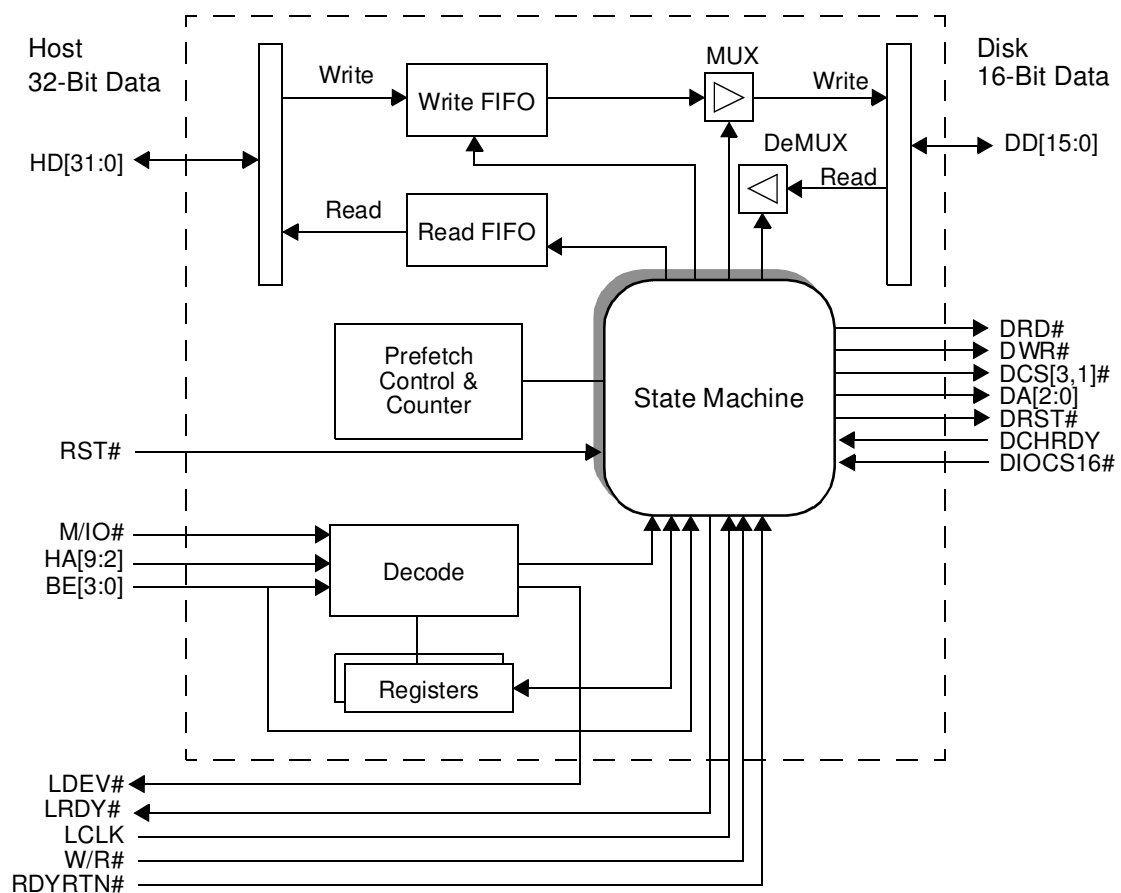 Host
32-Bit Data
Disk
16-Bit Data
MUX
Write
Write FIFO
Write
DeMUX
HD[31:0]
DD[15:0]
Read
Read
Read FIFO
Prefetch
Control &
Counter
State Machine
DRD#
DWR#
DCS[3,1]#
DA[2:0]
DRST#
DCHRDY
DIOCS16#
RST#
M/IO#
HA[9:2]
BE[3:0]
Decode
Registers
LDEV#
LRDY#
LCLK
W/R#
RDYRTN#